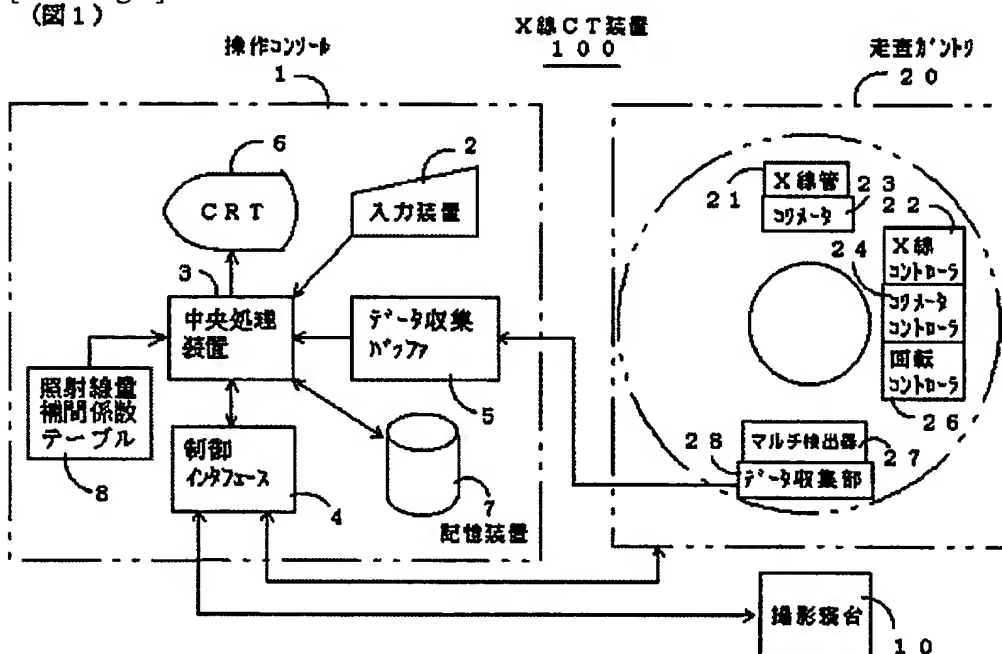 (図1)
X線CT装置
100
操作コンソール
1
走査ガントリ
20
6
CRT
2
入力装置
3
中央処理
装置
データ収集
バッファ
5
照射線量
補間係数
テーブル
8
制御
インタフェース
4
7
記憶装置
21
X線管
23
コリメータ
22
X線
コントローラ
24
コリメータ
コントローラ
回転
コントローラ
26
28
マルチ検出器
27
データ収集部
撮影寝台
10